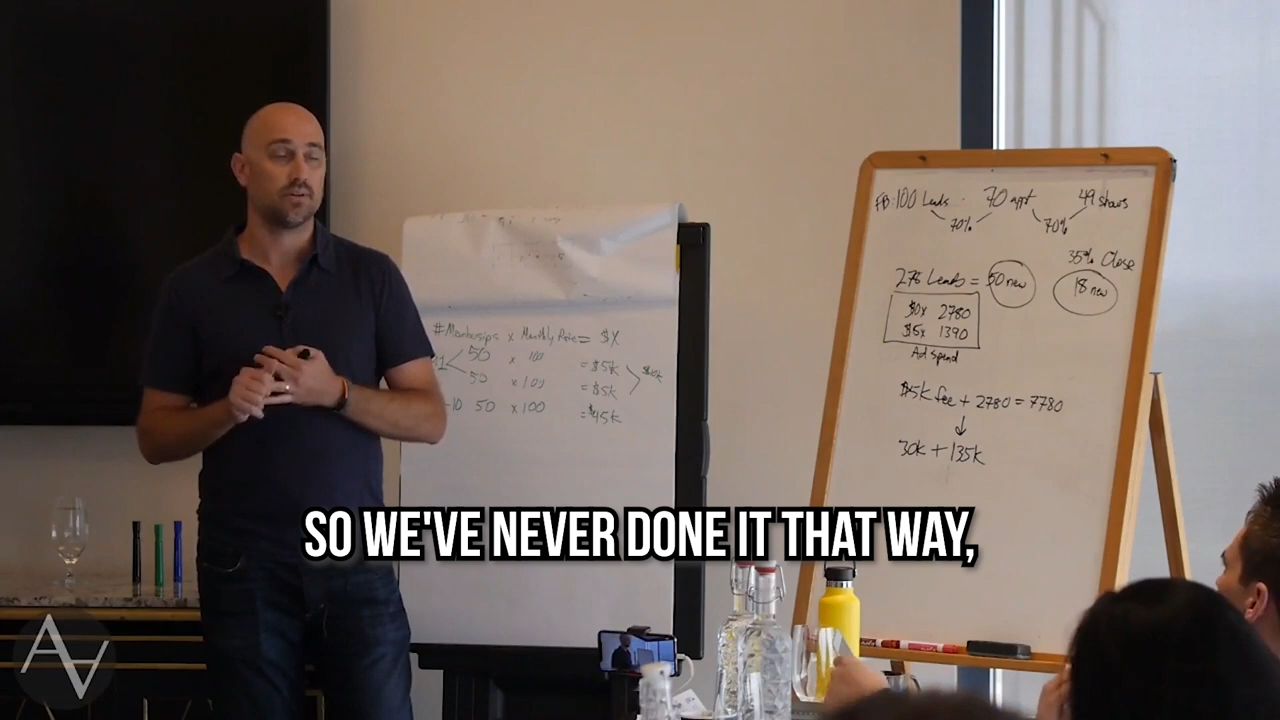 FB: 100 Leads 70 appt 49 shows
70% 70%
35% Close
278 Leads = 50 new 18 new
$10x 2780
$5x 1390
Ad spend
$5k fee + 2780 = 7780
30k + 135k
#Memberships x Monthly Rate = $X
50 x 100 = $5k
50 x 100 = $5k
50 x 100 = $45k
SO WE'VE NEVER DONE IT THAT WAY,